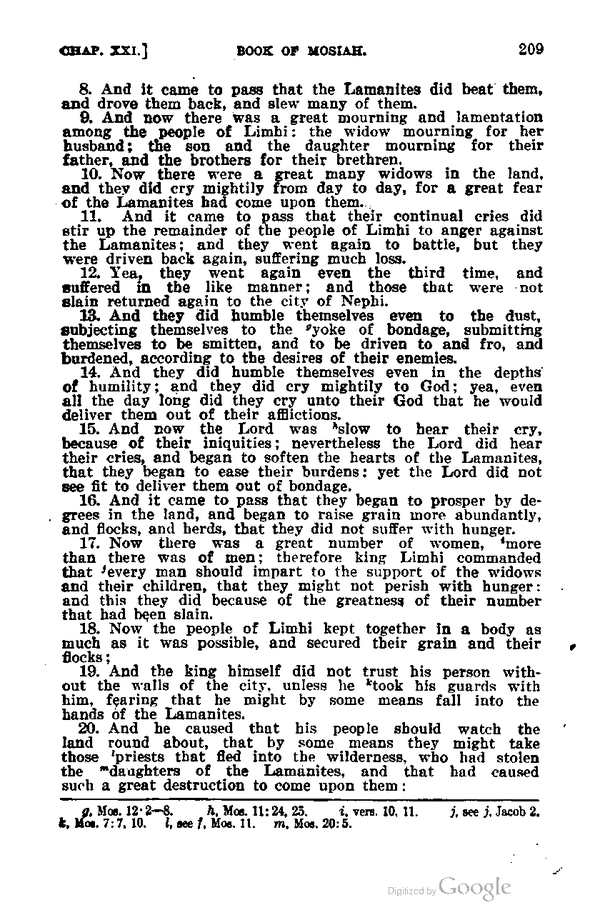 CHAP. XXI.] BOOK OF MOSIAH. 209
8. And it came to pass that the Lamanites did beat them,
and drove them back, and slew many of them.
9. And now there was a great mourning and lamentation
among the people of Limhi: the widow mourning for her
husband; the son and the daughter mourning for their
father, and the brothers for their brethren.
10. Now there were a great many widows in the land,
and they did cry mightily from day to day, for a great fear
of the Lamanites had come upon them.
11. And it came to pass that their continual cries did
stir up the remainder of the people of Limhi to anger against
the Lamanites; and they went again to battle, but they
were driven back again, suffering much loss.
12. Yea, they went again even the third time, and
suffered in the like manner; and those that were not
slain returned again to the city of Nephi.
13. And they did humble themselves even to the dust,
subjecting themselves to the ᵍyoke of bondage, submitting
themselves to be smitten, and to be driven to and fro, and
burdened, according to the desires of their enemies.
14. And they did humble themselves even in the depths
of humility; and they did cry mightily to God; yea, even
all the day long did they cry unto their God that he would
deliver them out of their afflictions.
15. And now the Lord was ʰslow to hear their cry,
because of their iniquities; nevertheless the Lord did hear
their cries, and began to soften the hearts of the Lamanites,
that they began to ease their burdens: yet the Lord did not
see fit to deliver them out of bondage.
16. And it came to pass that they began to prosper by de-
grees in the land, and began to raise grain more abundantly,
and flocks, and herds, that they did not suffer with hunger.
17. Now there was a great number of women, ⁱmore
than there was of men; therefore king Limhi commanded
that ʲevery man should impart to the support of the widows
and their children, that they might not perish with hunger:
and this they did because of the greatness of their number
that had been slain.
18. Now the people of Limhi kept together in a body as
much as it was possible, and secured their grain and their
flocks;
19. And the king himself did not trust his person with-
out the walls of the city, unless he ᵏtook his guards with
him, fearing that he might by some means fall into the
hands of the Lamanites.
20. And he caused that his people should watch the
land round about, that by some means they might take
those ˡpriests that fled into the wilderness, who had stolen
the ᵐdaughters of the Lamanites, and that had caused
such a great destruction to come upon them:
g, Mos. 12:2—8. h, Mos. 11:24, 25. i, vers. 10, 11. j, see j, Jacob 2.
k, Mos. 7:7, 10. l, see f, Mos. 11. m, Mos. 20:5.
Digitized by Google